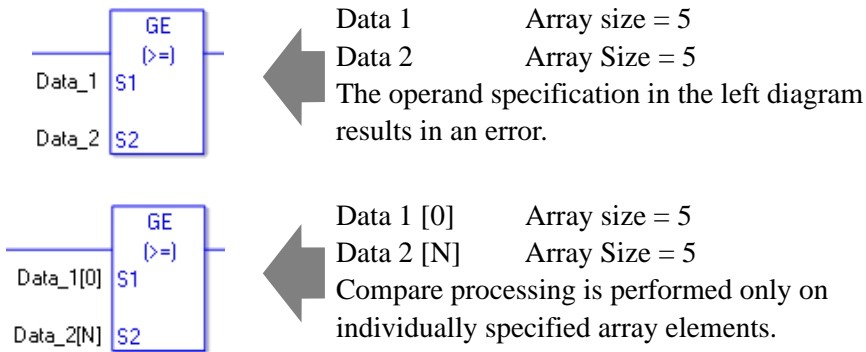 GE
(>=)
Data_1 S1
Data_2 S2
Data 1 Array size = 5
Data 2 Array Size = 5
The operand specification in the left diagram
results in an error.
GE
(>=)
Data_1[0] S1
Data_2[N] S2
Data 1 [0] Array size = 5
Data 2 [N] Array Size = 5
Compare processing is performed only on
individually specified array elements.